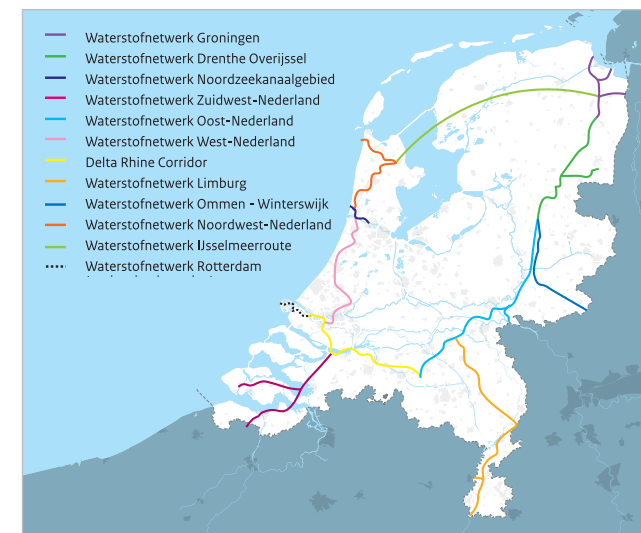 Waterstofnetwerk Groningen
Waterstofnetwerk Drenthe Overijssel
Waterstofnetwerk Noordzeekanaalgebied
Waterstofnetwerk Zuidwest-Nederland
Waterstofnetwerk Oost-Nederland
Waterstofnetwerk West-Nederland
Delta Rhine Corridor
Waterstofnetwerk Limburg
Waterstofnetwerk Ommen - Winterswijk
Waterstofnetwerk Noordwest-Nederland
Waterstofnetwerk IJsselmeerroute
Waterstofnetwerk Rotterdam